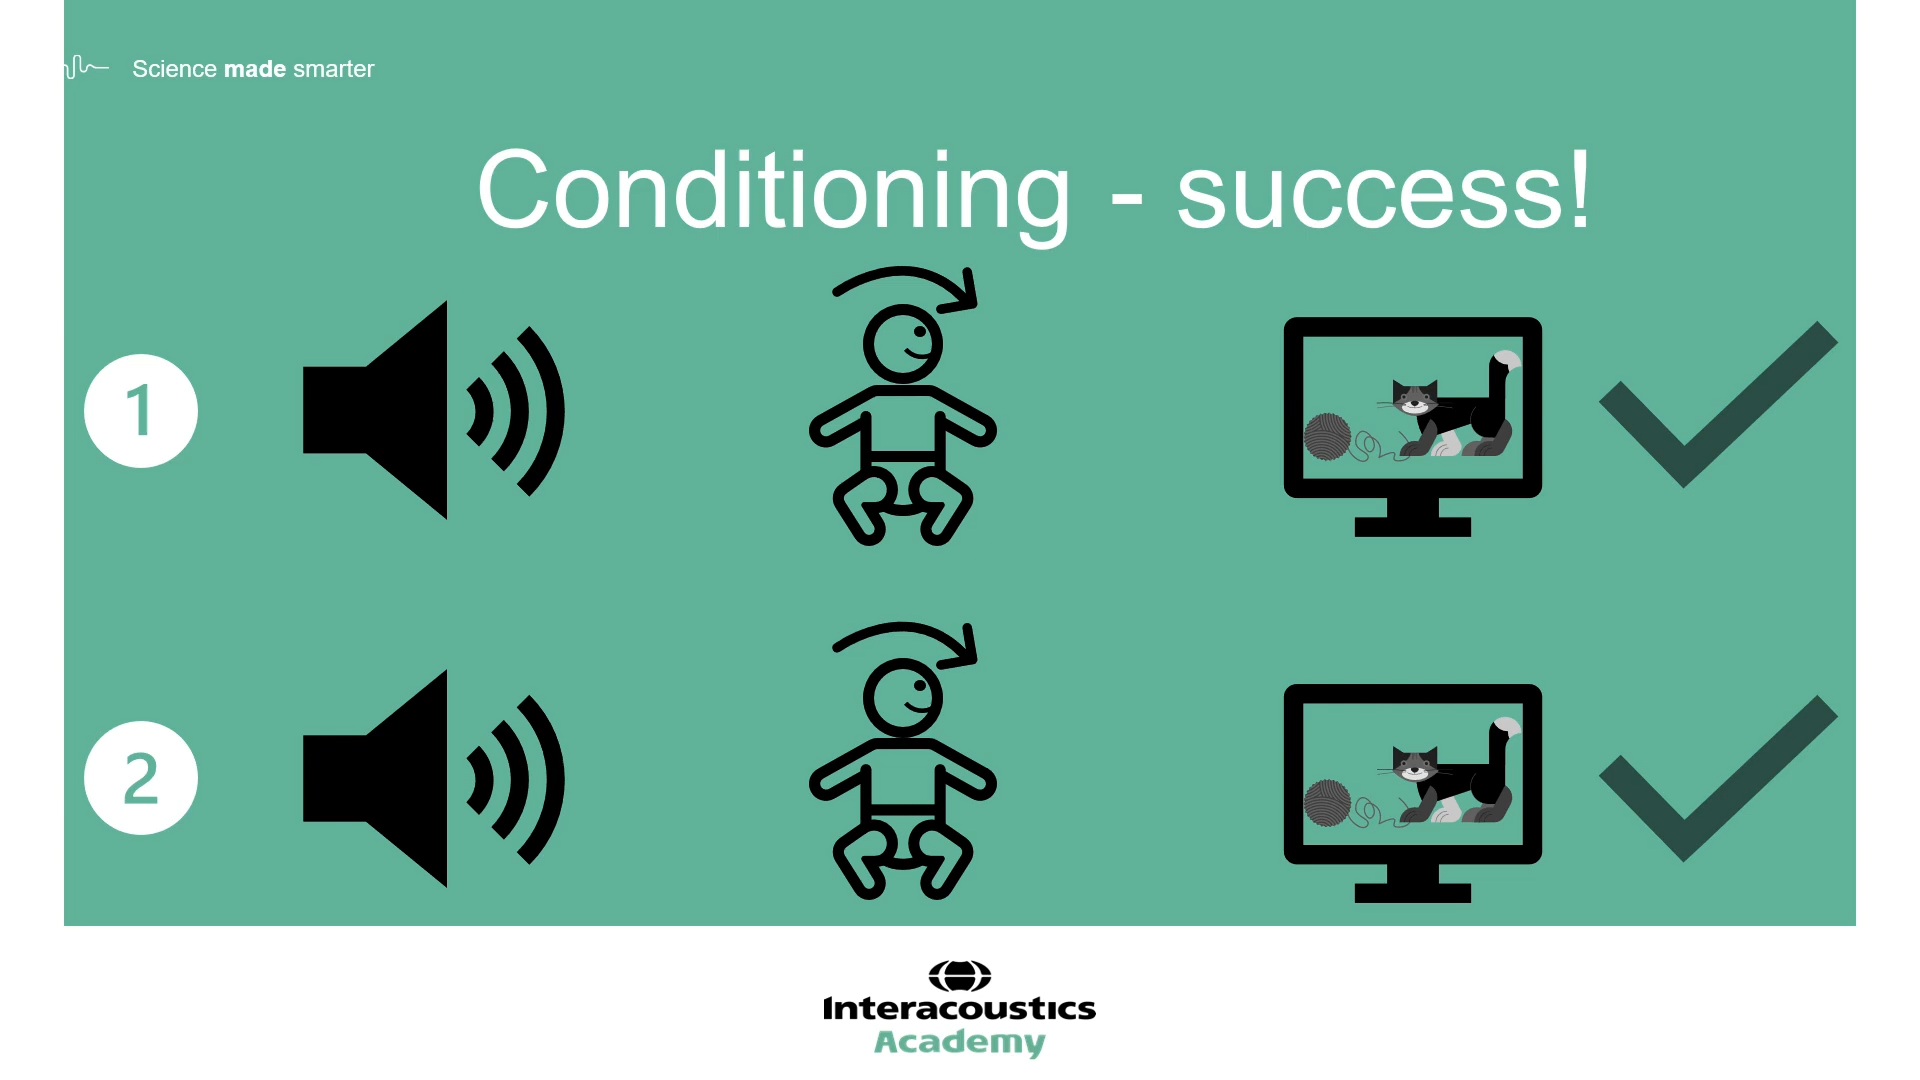 Science made smarter
Conditioning - success!
1
2
Interacoustics
Academy